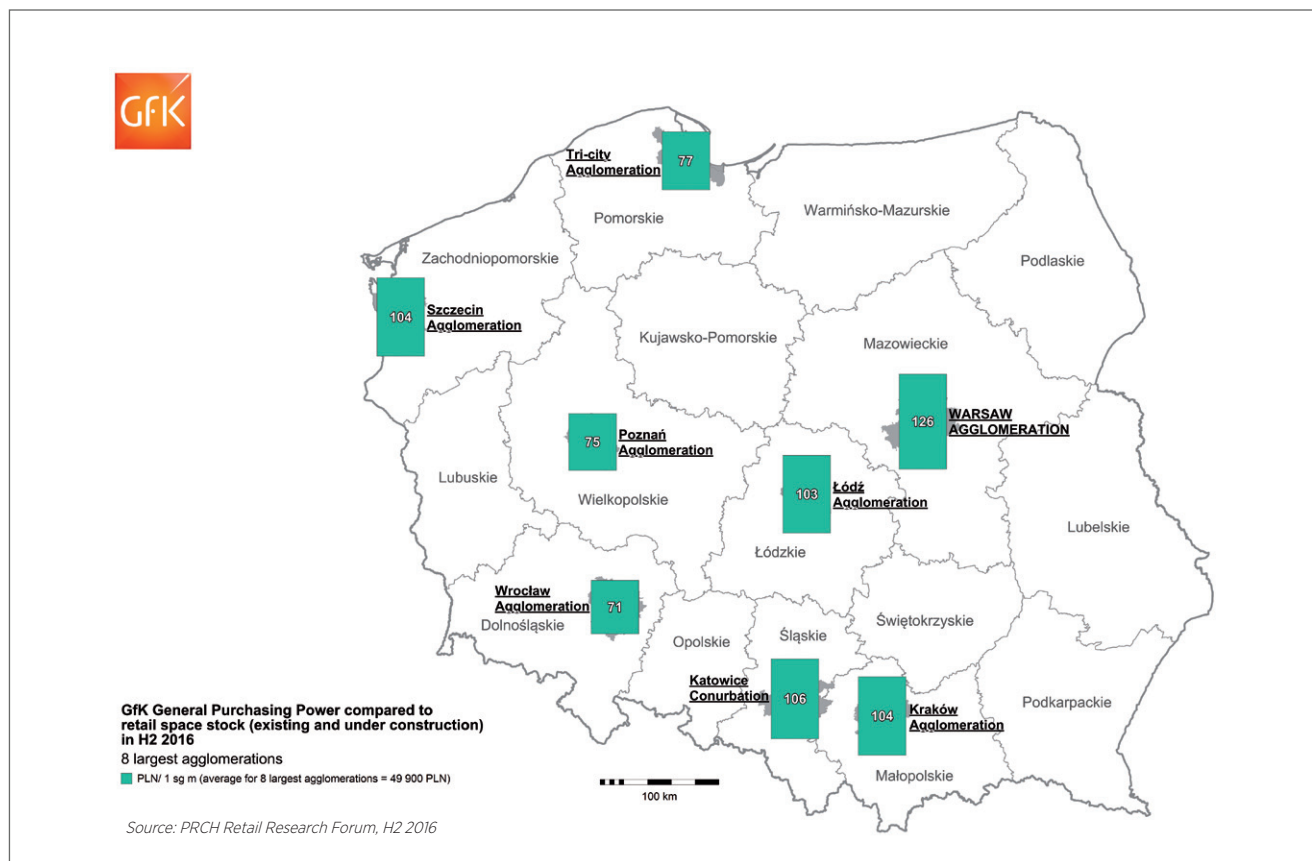 GfK
Tri-city
Agglomeration
77
Pomorskie
Warmińsko-Mazurskie
Zachodniopomorskie
Podlaskie
104
Szczecin
Agglomeration
Kujawsko-Pomorskie
Mazowieckie
126
WARSAW
AGGLOMERATION
75
Poznań
Agglomeration
Lubuskie
Wielkopolskie
103
Łódź
Agglomeration
Łódzkie
Lubelskie
Wrocław
Agglomeration
71
Dolnośląskie
Opolskie
Śląskie
Świętokrzyskie
Katowice
Conurbation
106
104
Kraków
Agglomeration
Podkarpackie
Małopolskie
GfK General Purchasing Power compared to
retail space stock (existing and under construction)
in H2 2016
8 largest agglomerations
PLN/ 1 sg m (average for 8 largest agglomerations = 49 900 PLN)
100 km
Source: PRCH Retail Research Forum, H2 2016